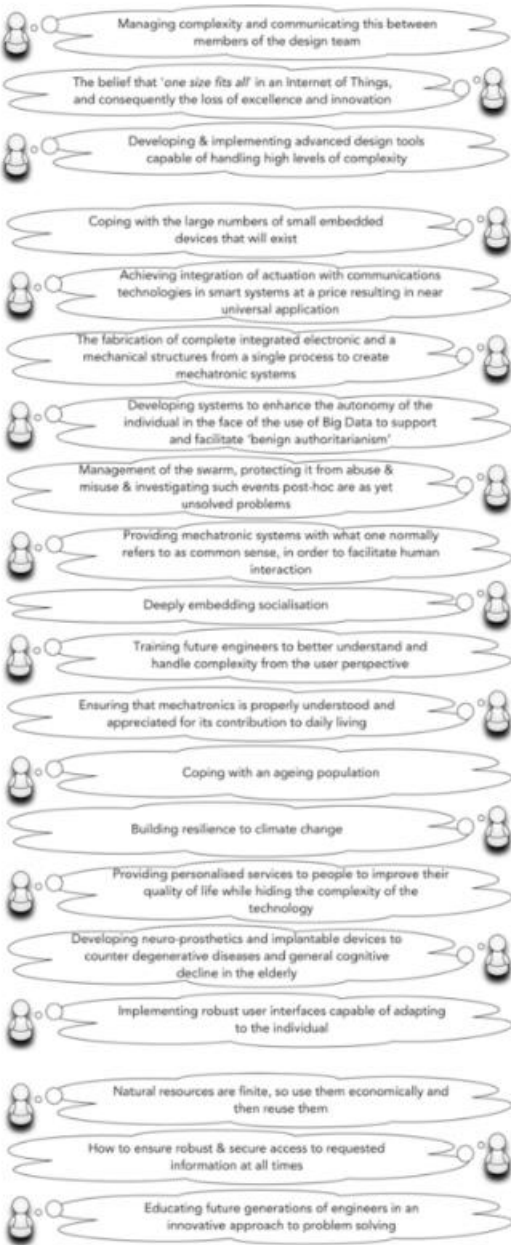 Managing complexity and communicating this between
members of the design team
The belief that 'one size fits all' in an Internet of Things,
and consequently the loss of excellence and innovation
Developing & implementing advanced design tools
capable of handling high levels of complexity
Coping with the large numbers of small embedded
devices that will exist
Achieving integration of actuation with communications
technologies in smart systems at a price resulting in near
universal application
The fabrication of complete integrated electronic and a
mechanical structures from a single process to create
mechatronic systems
Developing systems to enhance the autonomy of the
individual in the face of the use of Big Data to support
and facilitate 'benign authoritarianism'
Management of the swarm, protecting it from abuse &
misuse & investigating such events post-hoc are as yet
unsolved problems
Providing mechatronic systems with what one normally
refers to as common sense, in order to facilitate human
interaction
Deeply embedding socialisation
Training future engineers to better understand and
handle complexity from the user perspective
Ensuring that mechatronics is properly understood and
appreciated for its contribution to daily living
Coping with an ageing population
Building resilience to climate change
Providing personalised services to people to improve their
quality of life while hiding the complexity of the
technology
Developing neuro-prosthetics and implantable devices to
counter degenerative diseases and general cognitive
decline in the elderly
Implementing robust user interfaces capable of adapting
to the individual
Natural resources are finite, so use them economically and
then reuse them
How to ensure robust & secure access to requested
information at all times
Educating future generations of engineers in an
innovative approach to problem solving